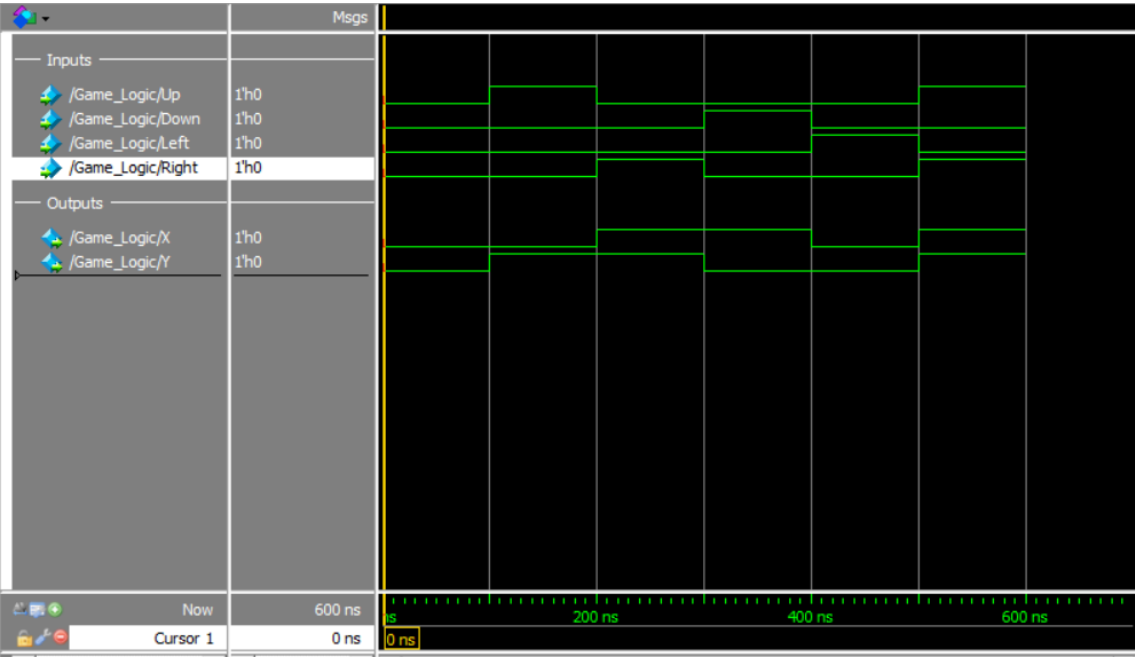 Msgs
Inputs
/Game_Logic/Up 1'h0
/Game_Logic/Down 1'h0
/Game_Logic/Left 1'h0
/Game_Logic/Right 1'h0
Outputs
/Game_Logic/X 1'h0
/Game_Logic/Y 1'h0
Now 600 ns ns 200 ns 400 ns 600 ns
Cursor 1 0 ns 0 ns